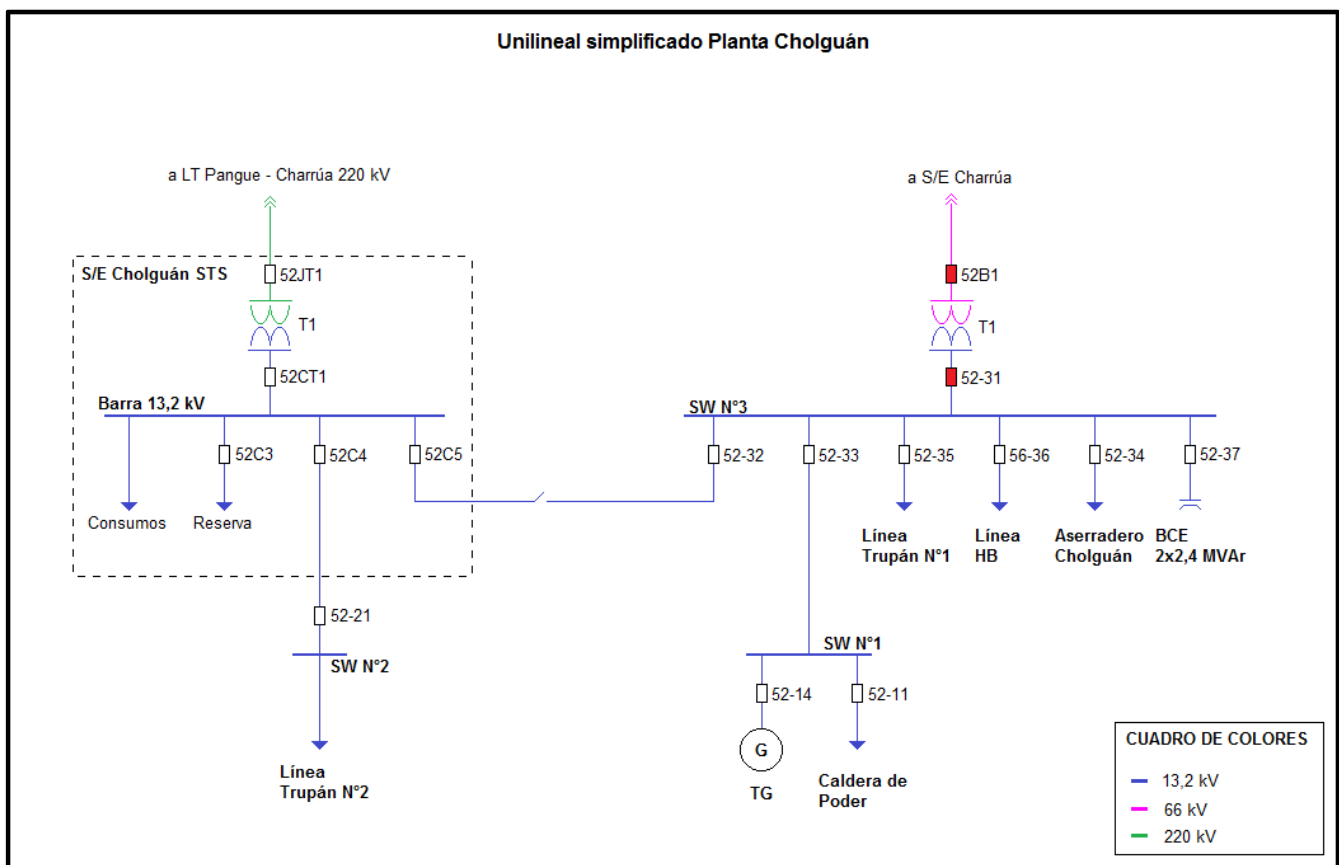 Unilineal simplificado Planta Cholguán
a LT Pangue - Charrúa 220 kV
a S/E Charrúa
S/E Cholguán STS
52JT1
52B1
T1
T1
52CT1
52-31
Barra 13,2 kV
SW N°3
52C3
52C4
52C5
52-32
52-33
52-35
56-36
52-34
52-37
Consumos
Reserva
Línea
Trupán N°1
Línea
HB
Aserradero
Cholguán
BCE
2x2,4 MVAr
52-21
SW N°1
SW N°2
52-14
52-11
G
TG
Línea
Trupán N°2
Caldera de
Poder
CUADRO DE COLORES
13,2 kV
66 kV
220 kV